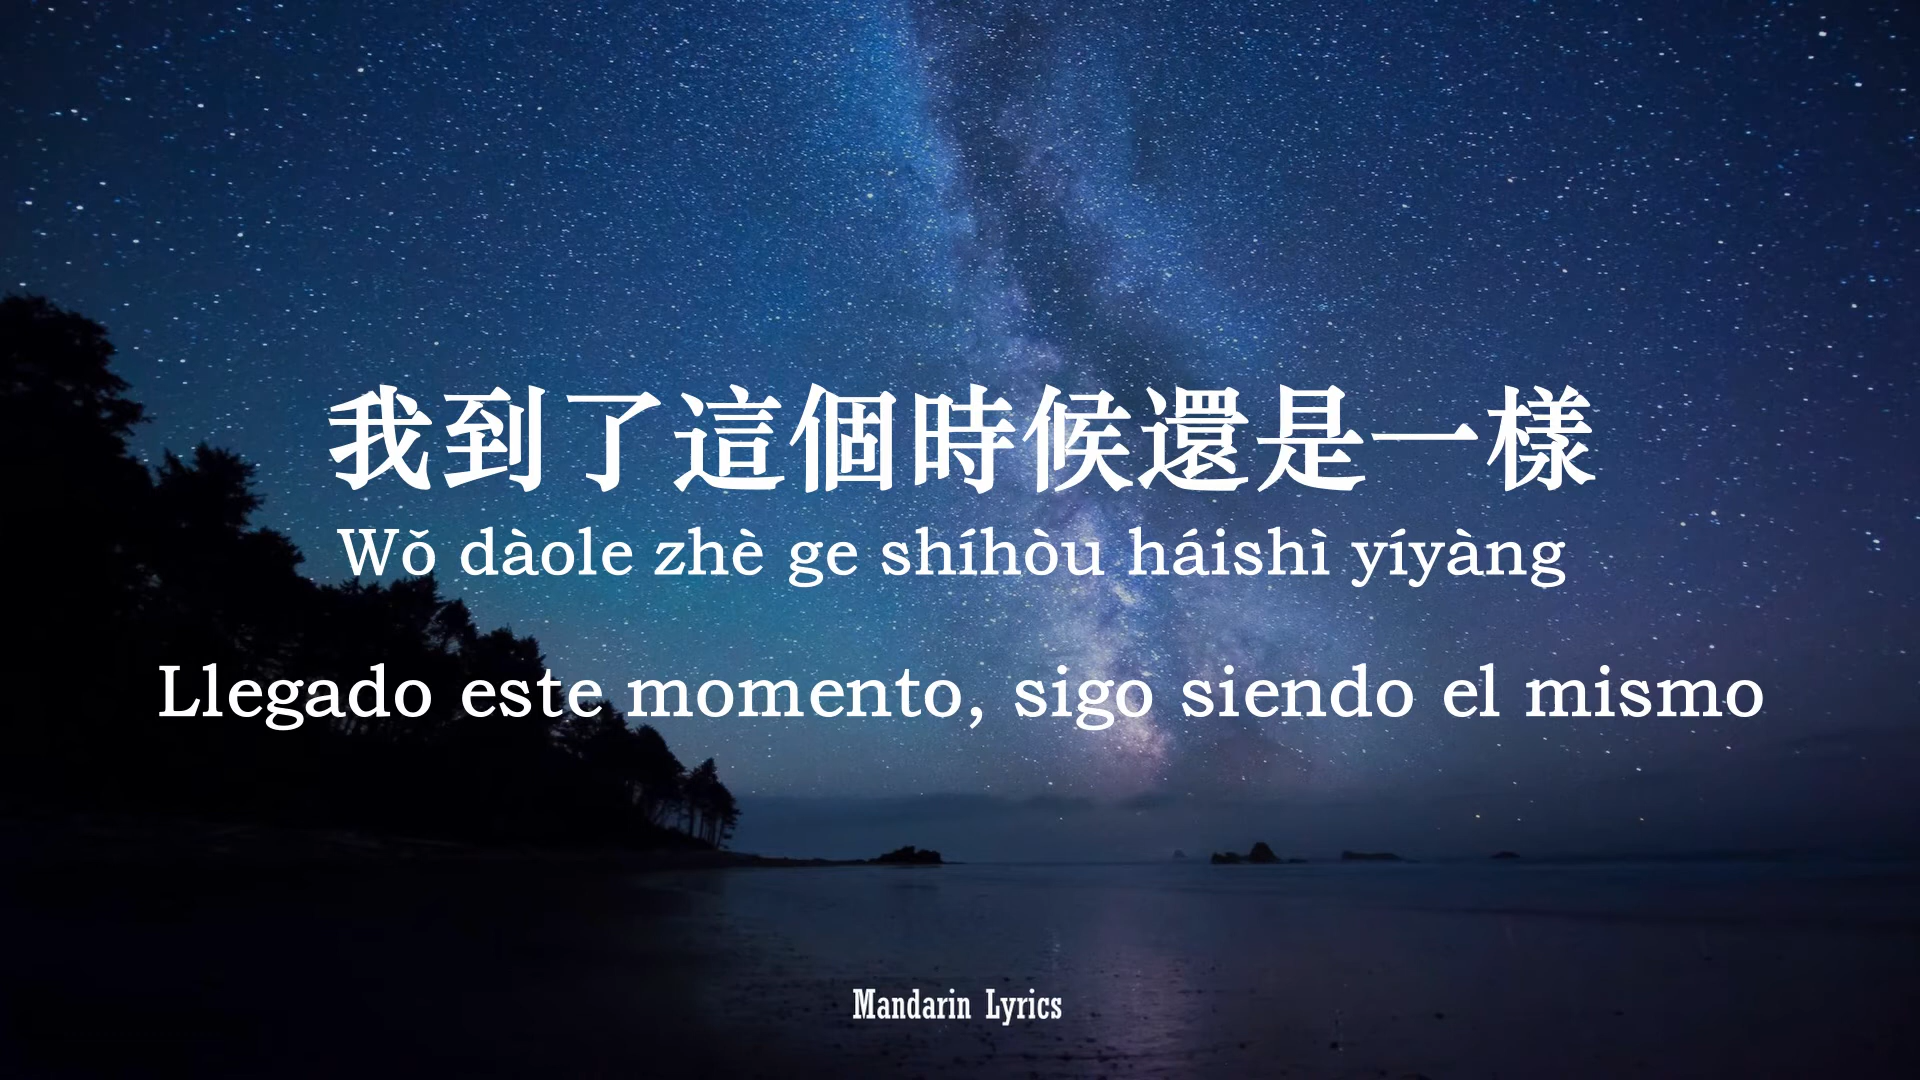 我到了這個時候還是一樣
Wǒ dàole zhè ge shíhòu háishì yíyàng
Llegado este momento, sigo siendo el mismo
Mandarin Lyrics